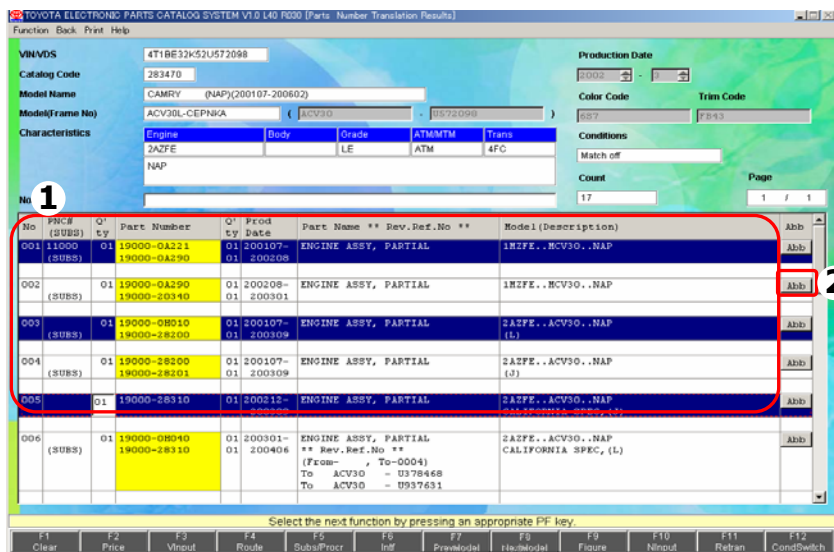 TOYOTA ELECTRONIC PARTS CATALOG SYSTEM V1.0 L40 R030 [Parts Number Translation Results]
Function Back Print Help
VIN/VDS 4T1BE32K52U572098 Production Date
Catalog Code 283470 2002 - 3
Model Name CAMRY (NAP)(200107-200602) Color Code Trim Code
Model(Frame No) ACV30L-CEPNKA ( ACV30 - U572098 ) 6S7 FB43
Characteristics Engine Body Grade ATM/MTM Trans Conditions
2AZFE LE ATM 4FC Match off
NAP
Count Page
17 1 / 1
1
No PNC# (SUBS) Q' ty Part Number Q' ty Prod Date Part Name ** Rev.Ref.No ** Model(Description) Abb
001 11000 01 19000-0A221 01 200107- ENGINE ASSY, PARTIAL 1MZFE..MCV30..NAP Abb
(SUBS) 19000-0A290 01 200208
002 01 19000-0A290 01 200208- ENGINE ASSY, PARTIAL 1MZFE..MCV30..NAP Abb 2
(SUBS) 19000-20340 01 200301
003 01 19000-0H010 01 200107- ENGINE ASSY, PARTIAL 2AZFE..ACV30..NAP Abb
(SUBS) 19000-28200 01 200309 (L)
004 01 19000-28200 01 200107- ENGINE ASSY, PARTIAL 2AZFE..ACV30..NAP Abb
(SUBS) 19000-28201 01 200309 (J)
005 01 19000-28310 01 200212- ENGINE ASSY, PARTIAL 2AZFE..ACV30..NAP Abb
CALIFORNIA SPEC,(J)
006 01 19000-0H040 01 200301- ENGINE ASSY, PARTIAL 2AZFE..ACV30..NAP Abb
(SUBS) 19000-28310 01 200406 ** Rev.Ref.No ** CALIFORNIA SPEC,(L)
(From- , To-0004)
To ACV30 - U378468
To ACV30 - U937631
Select the next function by pressing an appropriate PF key.
F1 F2 F3 F4 F5 F6 F7 F8 F9 F10 F11 F12
Clear Price VInput Route Subs/Procr Inff PrevModel NextModel Figure NInput Retran CondSwitch